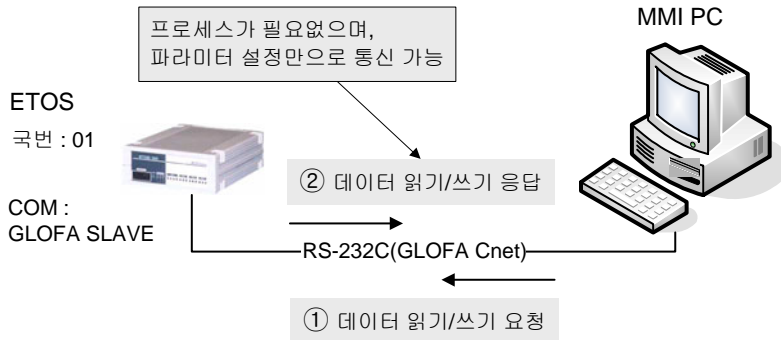 프로세스가 필요없으며,
파라미터 설정만으로 통신 가능
MMI PC
ETOS
국번 : 01
② 데이터 읽기/쓰기 응답
COM :
GLOFA SLAVE
RS-232C(GLOFA Cnet)
① 데이터 읽기/쓰기 요청